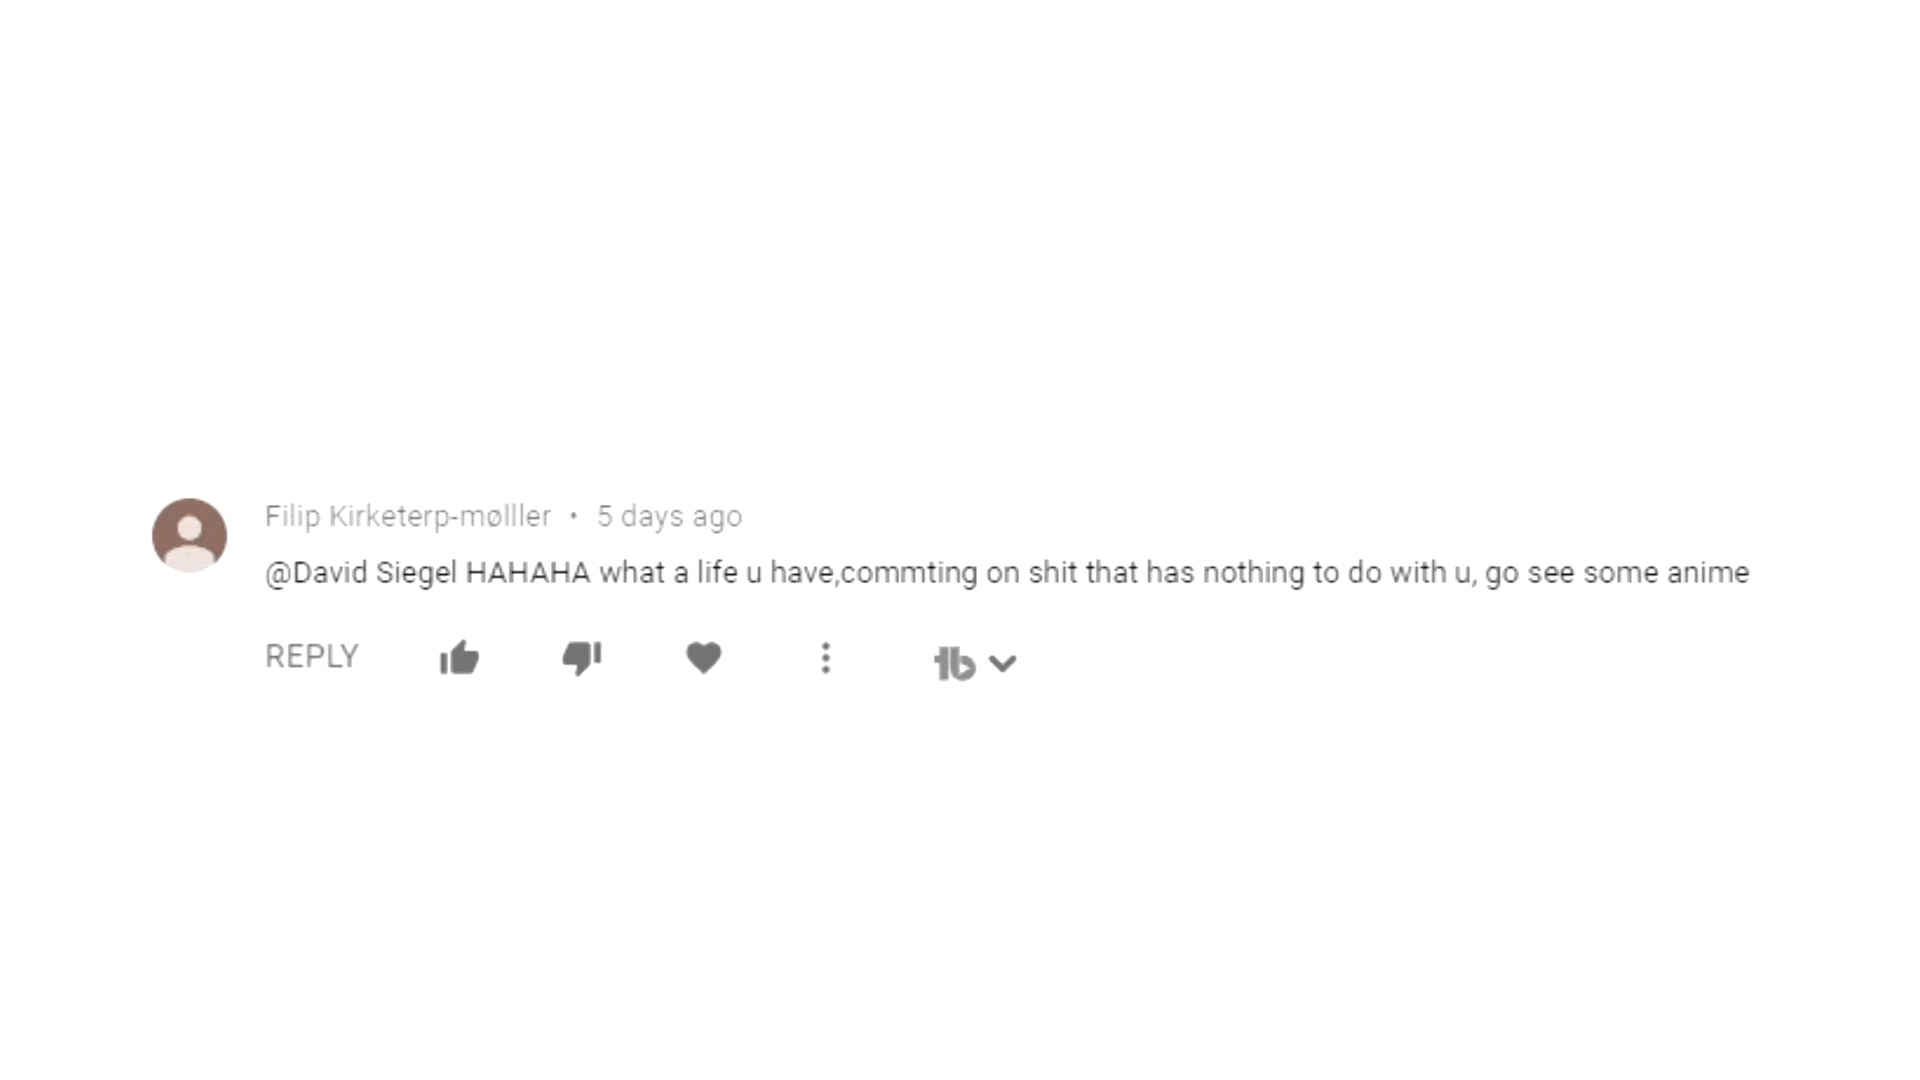 Filip Kirketerp-mølller • 5 days ago
@David Siegel HAHAHA what a life u have,commting on shit that has nothing to do with u, go see some anime
REPLY